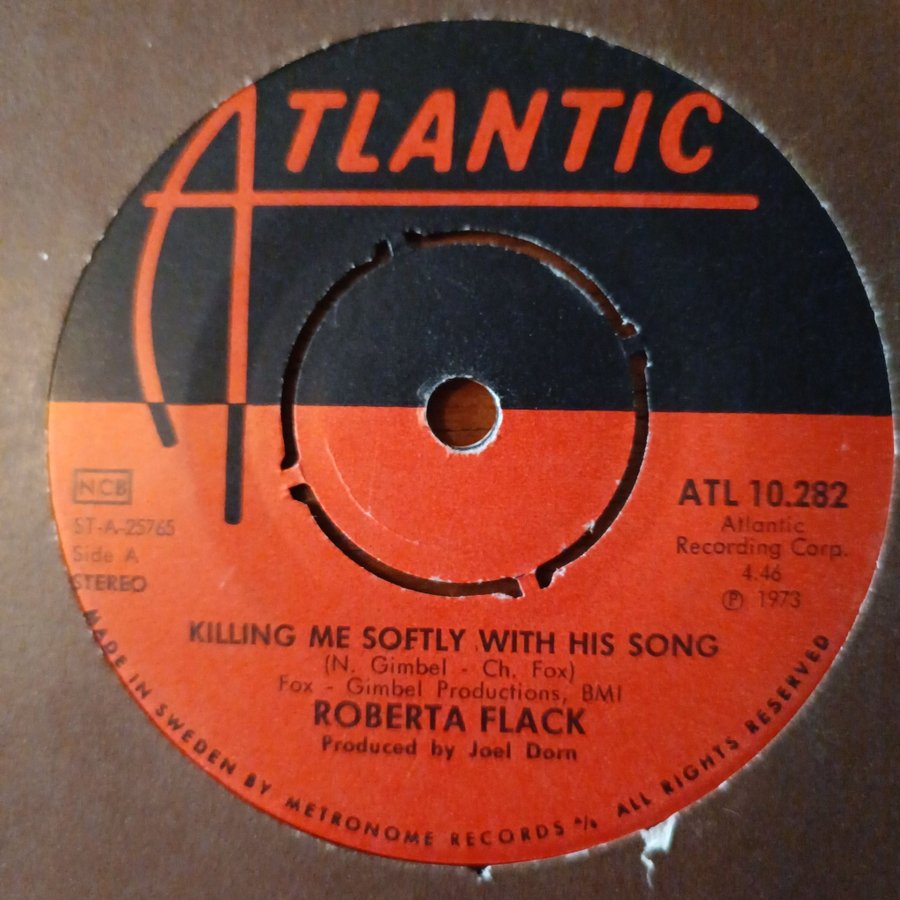 ATLANTIC
NCB
ST-A-25765
Side A
STEREO
ATL 10.282
Atlantic
Recording Corp.
4.46
Ⓟ 1973
KILLING ME SOFTLY WITH HIS SONG
(N. Gimbel - Ch. Fox)
Fox - Gimbel Productions, BMI
ROBERTA FLACK
Produced by Joel Dorn
MADE IN SWEDEN BY METRONOME RECORDS A/S ALL RIGHTS RESERVED